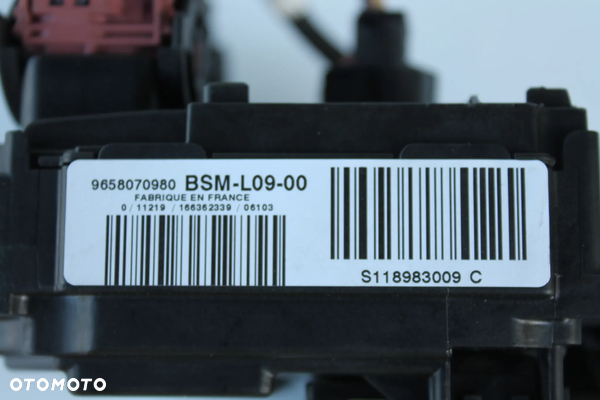 9658070980 BSM-L09-00
FABRIQUE EN FRANCE
0/11219/166362339/06103
S118983009 C
OTOMOTO